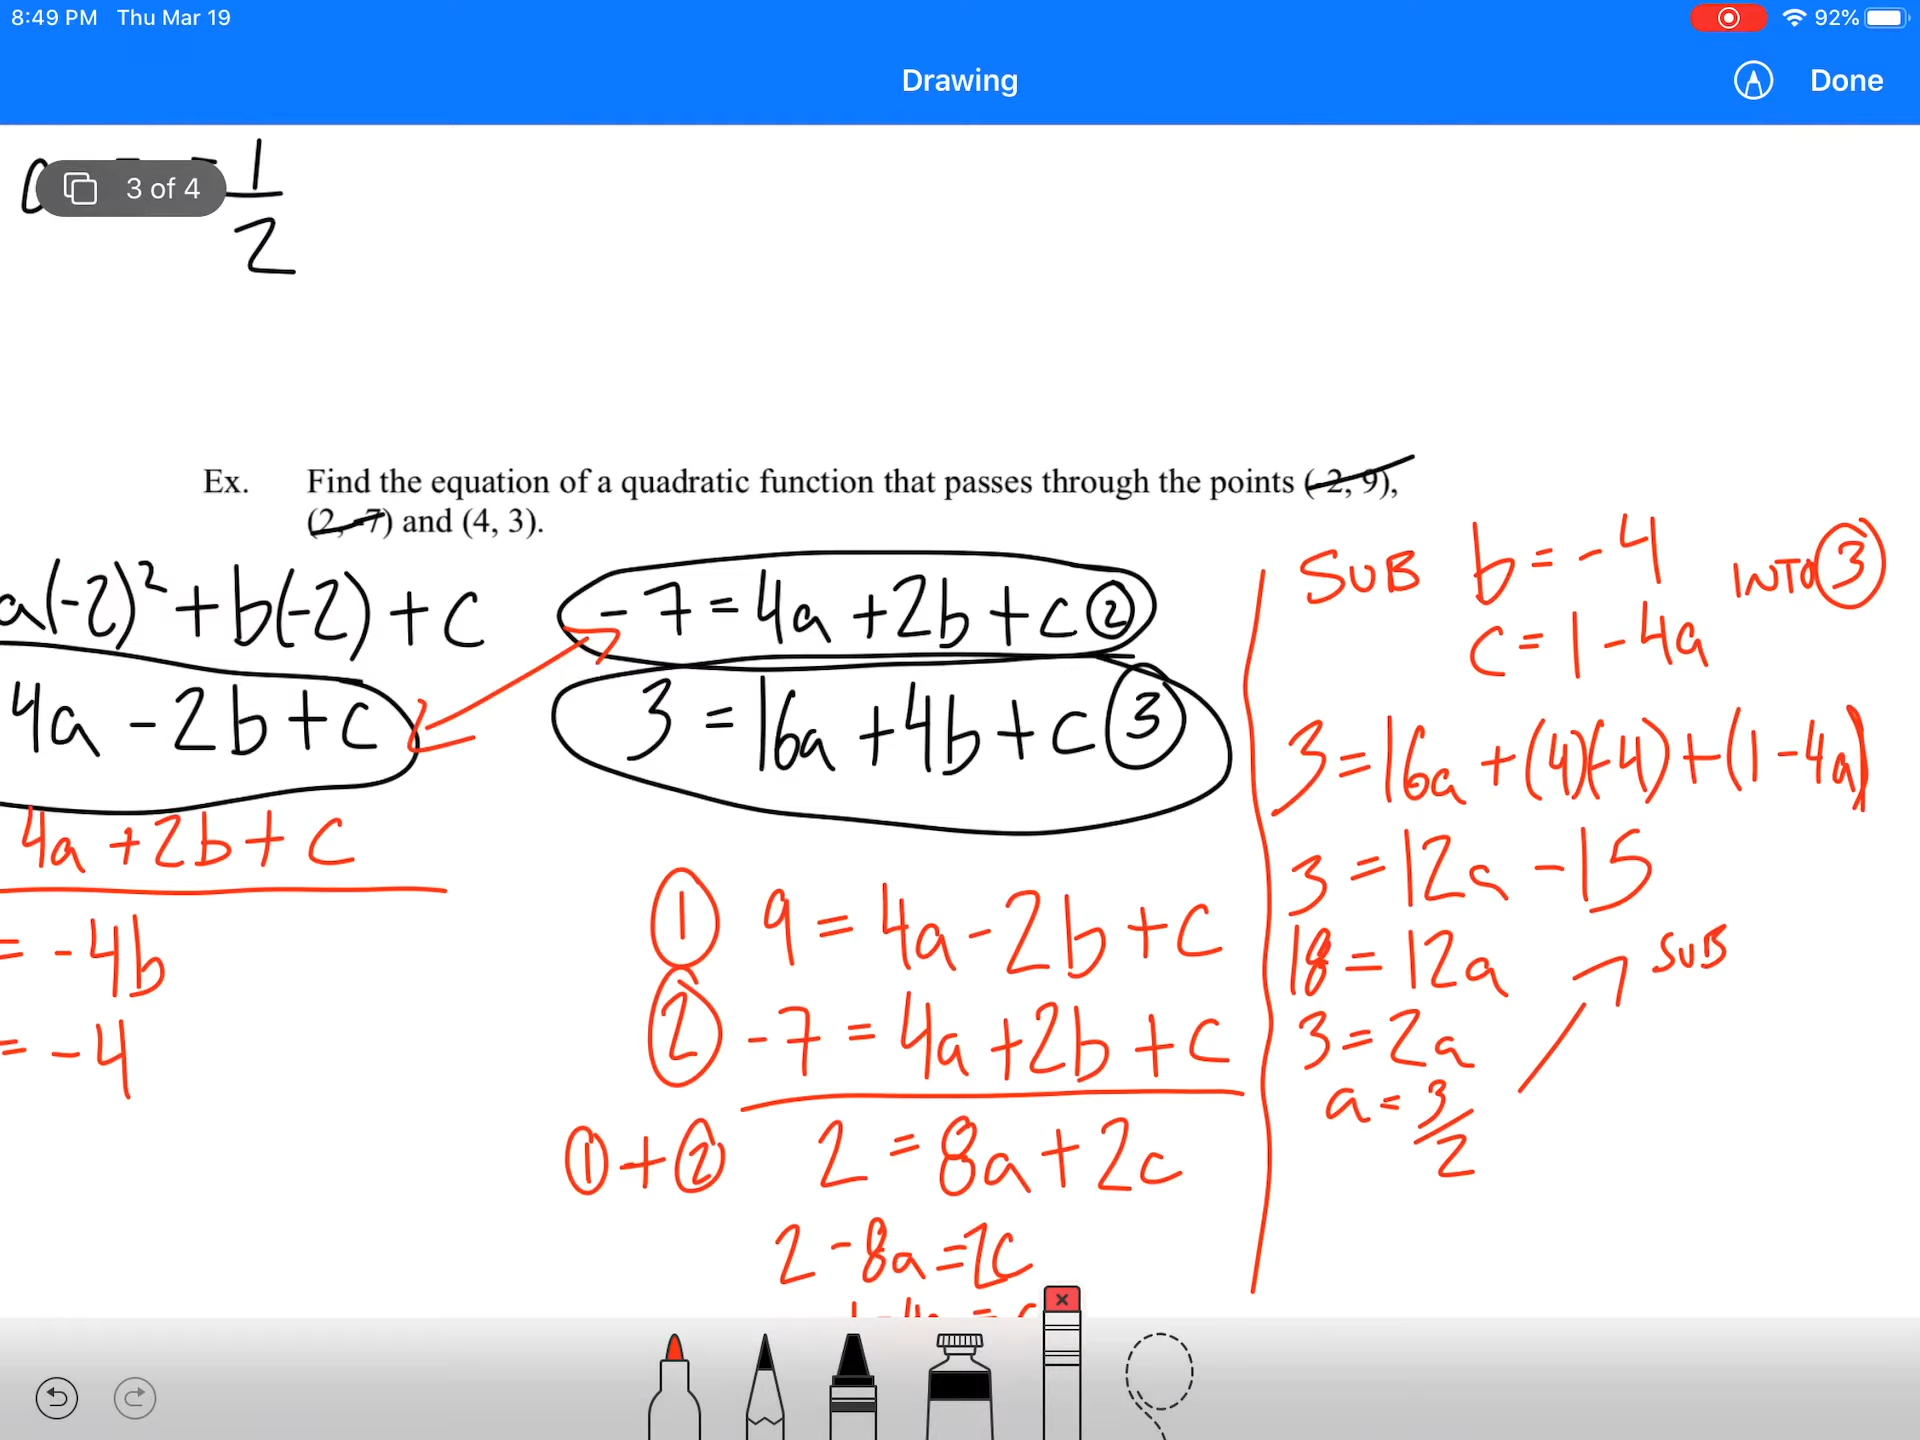 8:49 PM Thu Mar 19
92%
Drawing
Done
3 of 4
1
2
Ex. Find the equation of a quadratic function that passes through the points (-2, 9),
(2, -7) and (4, 3).
a(-2)² + b(-2) + c
4a - 2b + c
4a + 2b + c
= -4b
= -4
-7 = 4a + 2b + c ②
3 = 16a + 4b + c ③
① 9 = 4a - 2b + c
② -7 = 4a + 2b + c
① + ② 2 = 8a + 2c
2 - 8a = 2c
SUB b = -4 INTO ③
c = 1 - 4a
3 = 16a + (4)(-4) + (1 - 4a)
3 = 12a - 15
18 = 12a
SUB
3 = 2a
a = 3/2